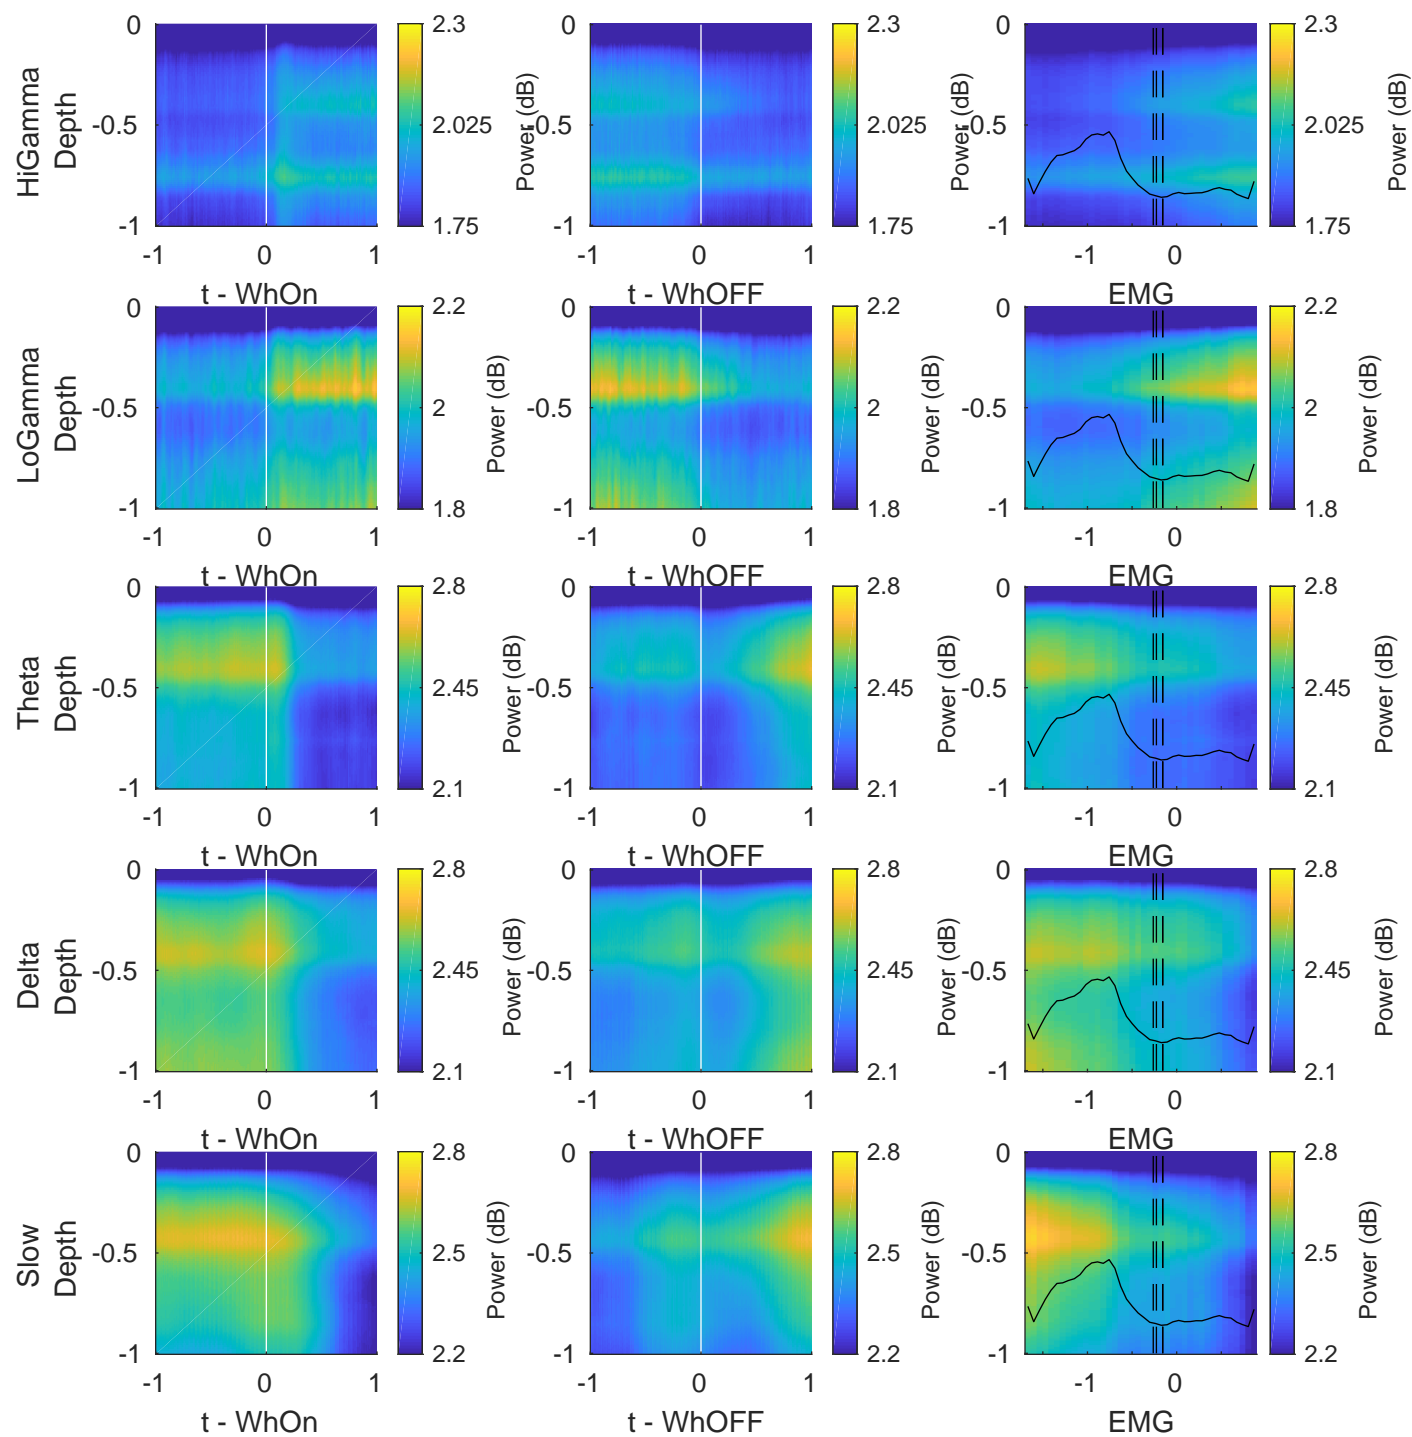 0 2.3 0 2.3 0 2.3
HiGamma
Depth
-0.5 2.025 Power (dB) -0.5 2.025 Power (dB) -0.5 2.025 Power (dB)
-1 1.75 -1 1.75 -1 1.75
-1 0 1 -1 0 1 -1 0
t - WhOn t - WhOFF EMG
0 2.2 0 2.2 0 2.2
LoGamma
Depth
-0.5 2 Power (dB) -0.5 2 Power (dB) -0.5 2 Power (dB)
-1 1.8 -1 1.8 -1 1.8
-1 0 1 -1 0 1 -1 0
t - WhOn t - WhOFF EMG
0 2.8 0 2.8 0 2.8
Theta
Depth
-0.5 2.45 Power (dB) -0.5 2.45 Power (dB) -0.5 2.45 Power (dB)
-1 2.1 -1 2.1 -1 2.1
-1 0 1 -1 0 1 -1 0
t - WhOn t - WhOFF EMG
0 2.8 0 2.8 0 2.8
Delta
Depth
-0.5 2.45 Power (dB) -0.5 2.45 Power (dB) -0.5 2.45 Power (dB)
-1 2.1 -1 2.1 -1 2.1
-1 0 1 -1 0 1 -1 0
t - WhOn t - WhOFF EMG
0 2.8 0 2.8 0 2.8
Slow
Depth
-0.5 2.5 Power (dB) -0.5 2.5 Power (dB) -0.5 2.5 Power (dB)
-1 2.2 -1 2.2 -1 2.2
-1 0 1 -1 0 1 -1 0
t - WhOn t - WhOFF EMG